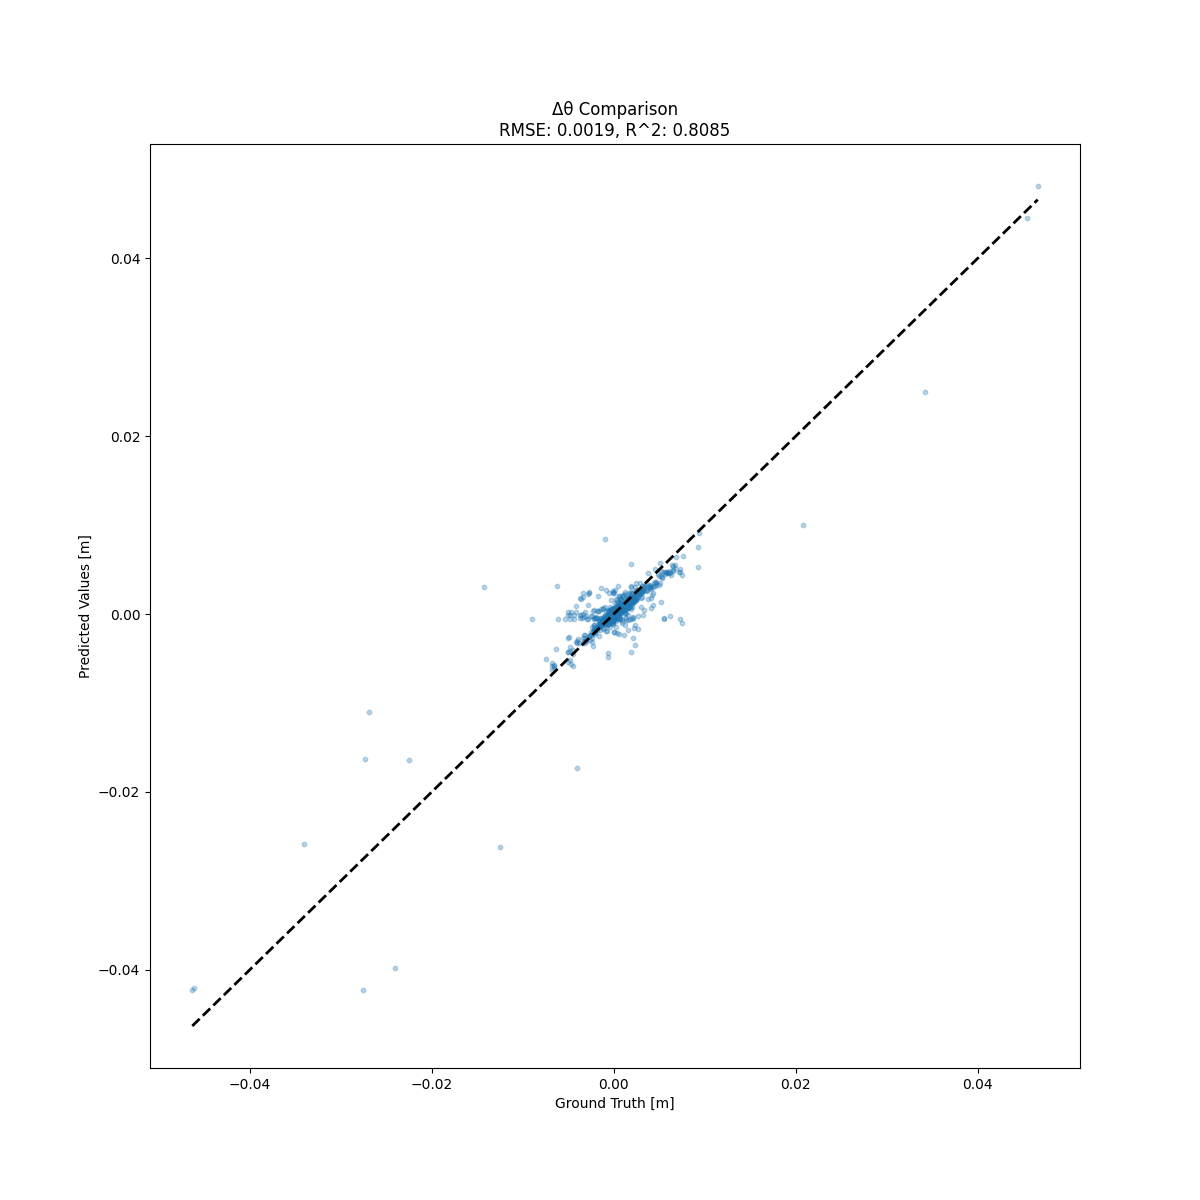 Δθ Comparison
RMSE: 0.0019, R^2: 0.8085
0.04
0.02
0.00
−0.02
−0.04
Predicted Values [m]
−0.04 −0.02 0.00 0.02 0.04
Ground Truth [m]